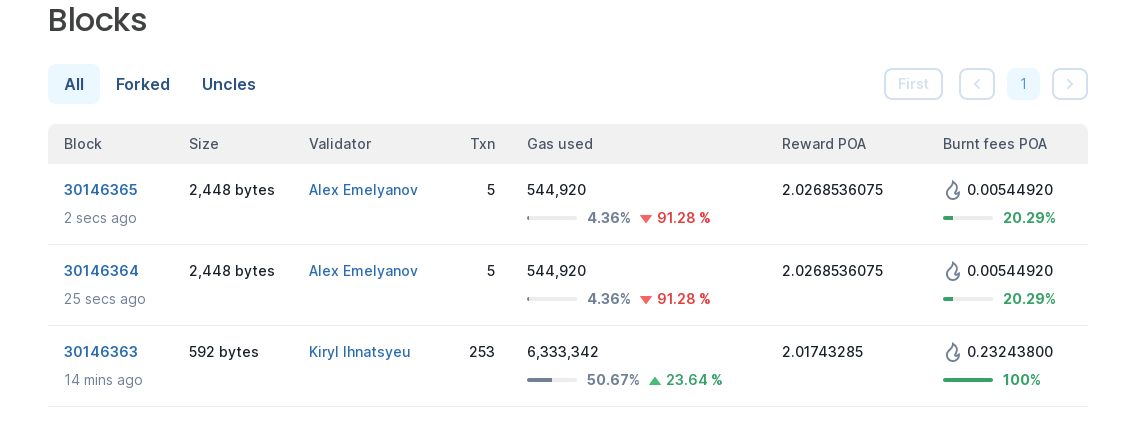 Blocks
All Forked Uncles First 1
Block Size Validator Txn Gas used Reward POA Burnt fees POA
30146365 2,448 bytes Alex Emelyanov 5 544,920 2.0268536075 0.00544920
2 secs ago 4.36% 91.28 % 20.29%
30146364 2,448 bytes Alex Emelyanov 5 544,920 2.0268536075 0.00544920
25 secs ago 4.36% 91.28 % 20.29%
30146363 592 bytes Kiryl Ihnatsyeu 253 6,333,342 2.01743285 0.23243800
14 mins ago 50.67% 23.64 % 100%